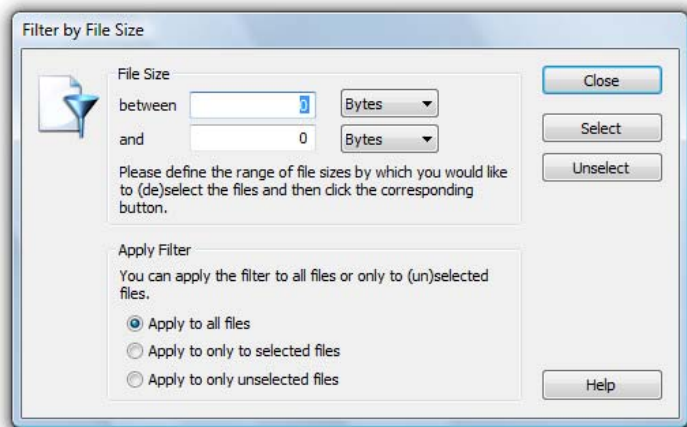 Filter by File Size
File Size
between 0 Bytes
and 0 Bytes
Please define the range of file sizes by which you would like
to (de)select the files and then click the corresponding
button.
Apply Filter
You can apply the filter to all files or only to (un)selected
files.
Apply to all files
Apply to only to selected files
Apply to only unselected files
Close
Select
Unselect
Help